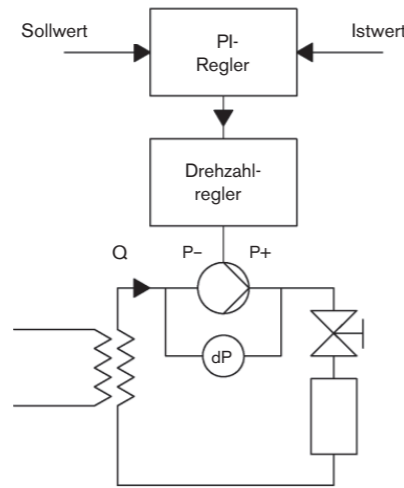 Sollwert
PI-
Regler
Istwert
Drehzahl-
regler
Q
P−
P+
dP